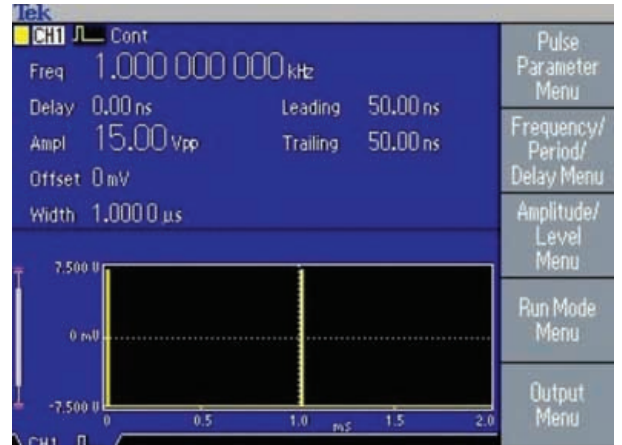 Tek
CH1 Cont
Freq 1.000 000 000 kHz
Delay 0.00 ns Leading 50.00 ns
Ampl 15.00 Vpp Trailing 50.00 ns
Offset 0 mV
Width 1.000 0 µs
7.500 V
0 mV
-7.500 V
0 0.5 1.0 ms 1.5 2.0
CH1
Pulse
Parameter
Menu
Frequency/
Period/
Delay Menu
Amplitude/
Level
Menu
Run Mode
Menu
Output
Menu